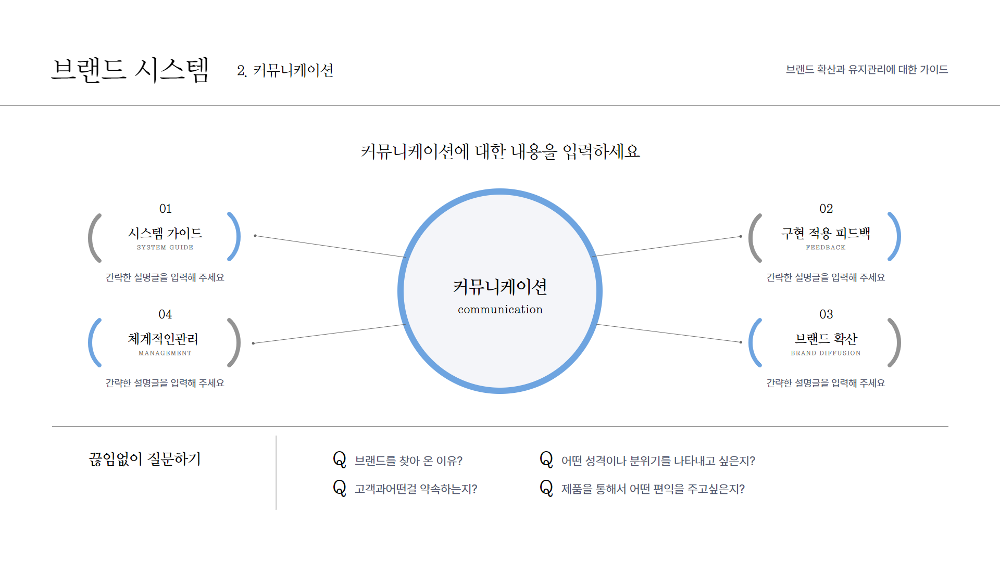 브랜드 시스템
2. 커뮤니케이션
브랜드 확산과 유지관리에 대한 가이드
커뮤니케이션에 대한 내용을 입력하세요
01
시스템 가이드
SYSTEM GUIDE
간략한 설명글을 입력해 주세요
02
구현 적용 피드백
FEEDBACK
간략한 설명글을 입력해 주세요
커뮤니케이션
communication
04
체계적인관리
MANAGEMENT
간략한 설명글을 입력해 주세요
03
브랜드 확산
BRAND DIFFUSION
간략한 설명글을 입력해 주세요
끊임없이 질문하기
Q 브랜드를 찾아 온 이유?
Q 어떤 성격이나 분위기를 나타내고 싶은지?
Q 고객과어떤걸 약속하는지?
Q 제품을 통해서 어떤 편익을 주고싶은지?